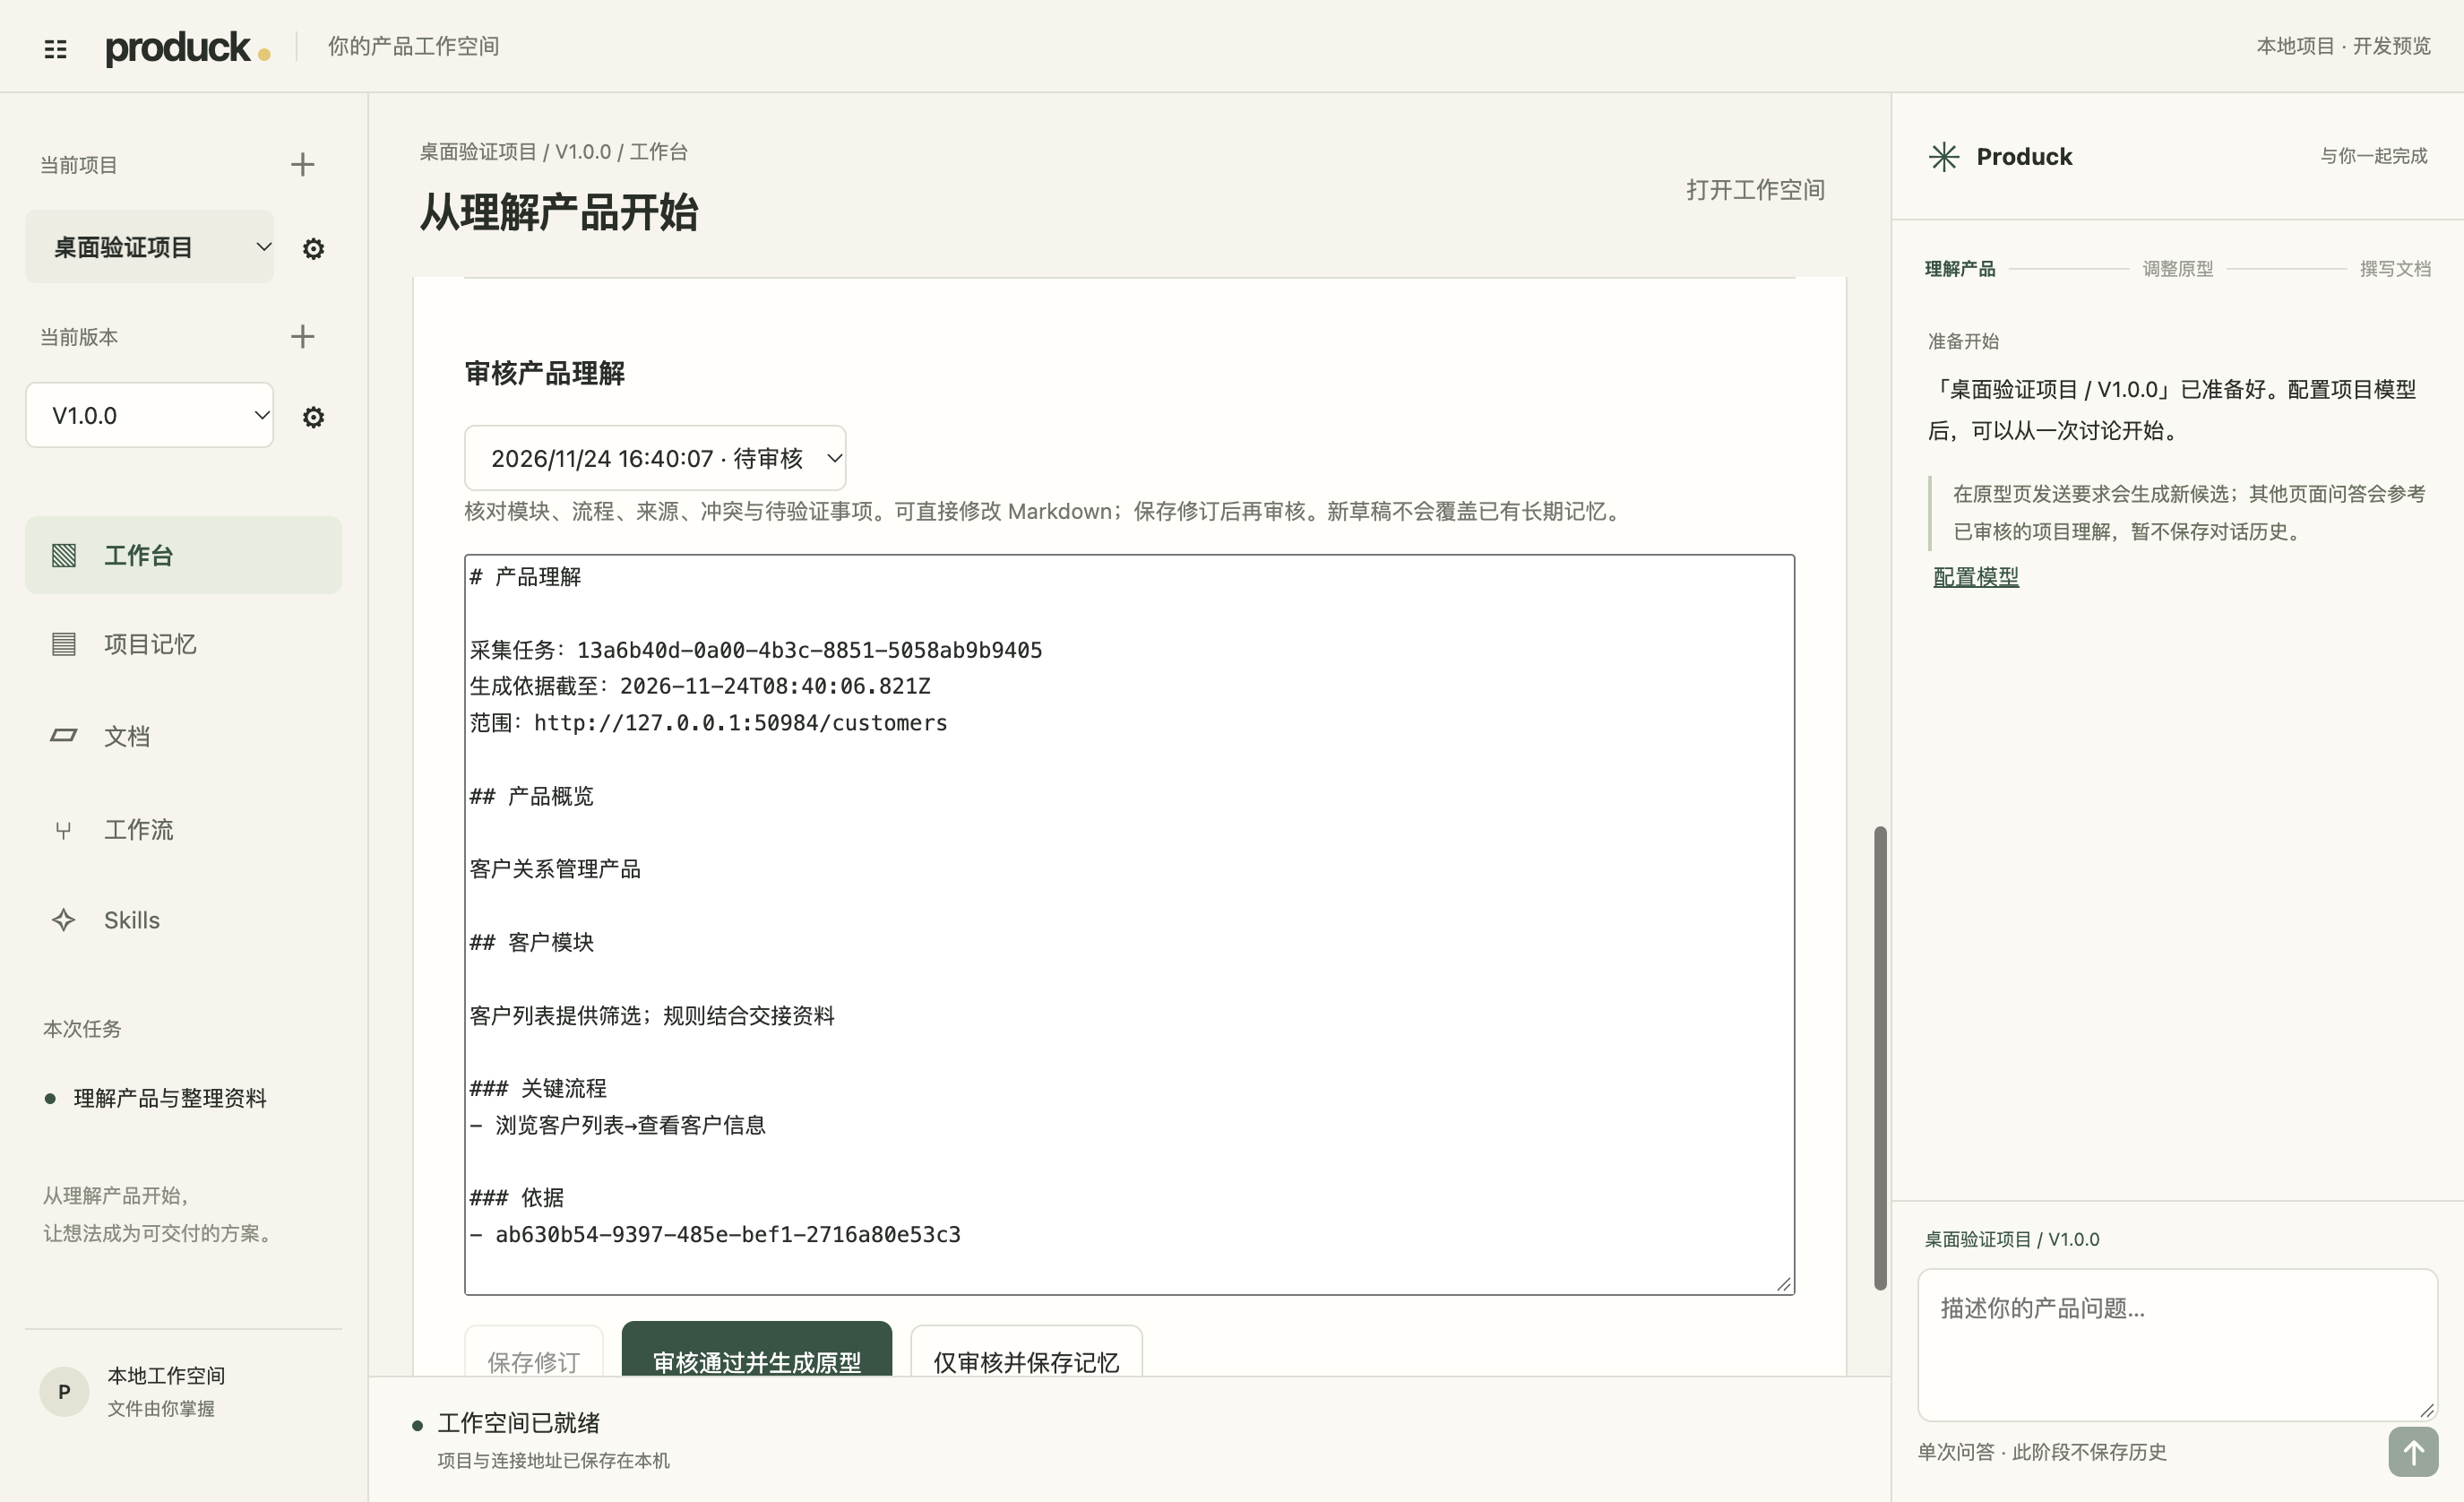 produck
你的产品工作空间
本地项目 · 开发预览
当前项目
桌面验证项目
当前版本
V1.0.0
工作台
项目记忆
文档
工作流
Skills
本次任务
理解产品与整理资料
从理解产品开始，
让想法成为可交付的方案。
P
本地工作空间
文件由你掌握
桌面验证项目 / V1.0.0 / 工作台
从理解产品开始
打开工作空间
审核产品理解
2026/11/24 16:40:07 · 待审核
核对模块、流程、来源、冲突与待验证事项。可直接修改 Markdown；保存修订后再审核。新草稿不会覆盖已有长期记忆。
# 产品理解
采集任务：13a6b40d-0a00-4b3c-8851-5058ab9b9405
生成依据截至：2026-11-24T08:40:06.821Z
范围：http://127.0.0.1:50984/customers
## 产品概览
客户关系管理产品
## 客户模块
客户列表提供筛选；规则结合交接资料
### 关键流程
- 浏览客户列表→查看客户信息
### 依据
- ab630b54-9397-485e-bef1-2716a80e53c3
保存修订
审核通过并生成原型
仅审核并保存记忆
工作空间已就绪
项目与连接地址已保存在本机
Produck
与你一起完成
理解产品
调整原型
撰写文档
准备开始
「桌面验证项目 / V1.0.0」已准备好。配置项目模型
后，可以从一次讨论开始。
在原型页发送要求会生成新候选；其他页面问答会参考
已审核的项目理解，暂不保存对话历史。
配置模型
桌面验证项目 / V1.0.0
描述你的产品问题...
单次问答 · 此阶段不保存历史